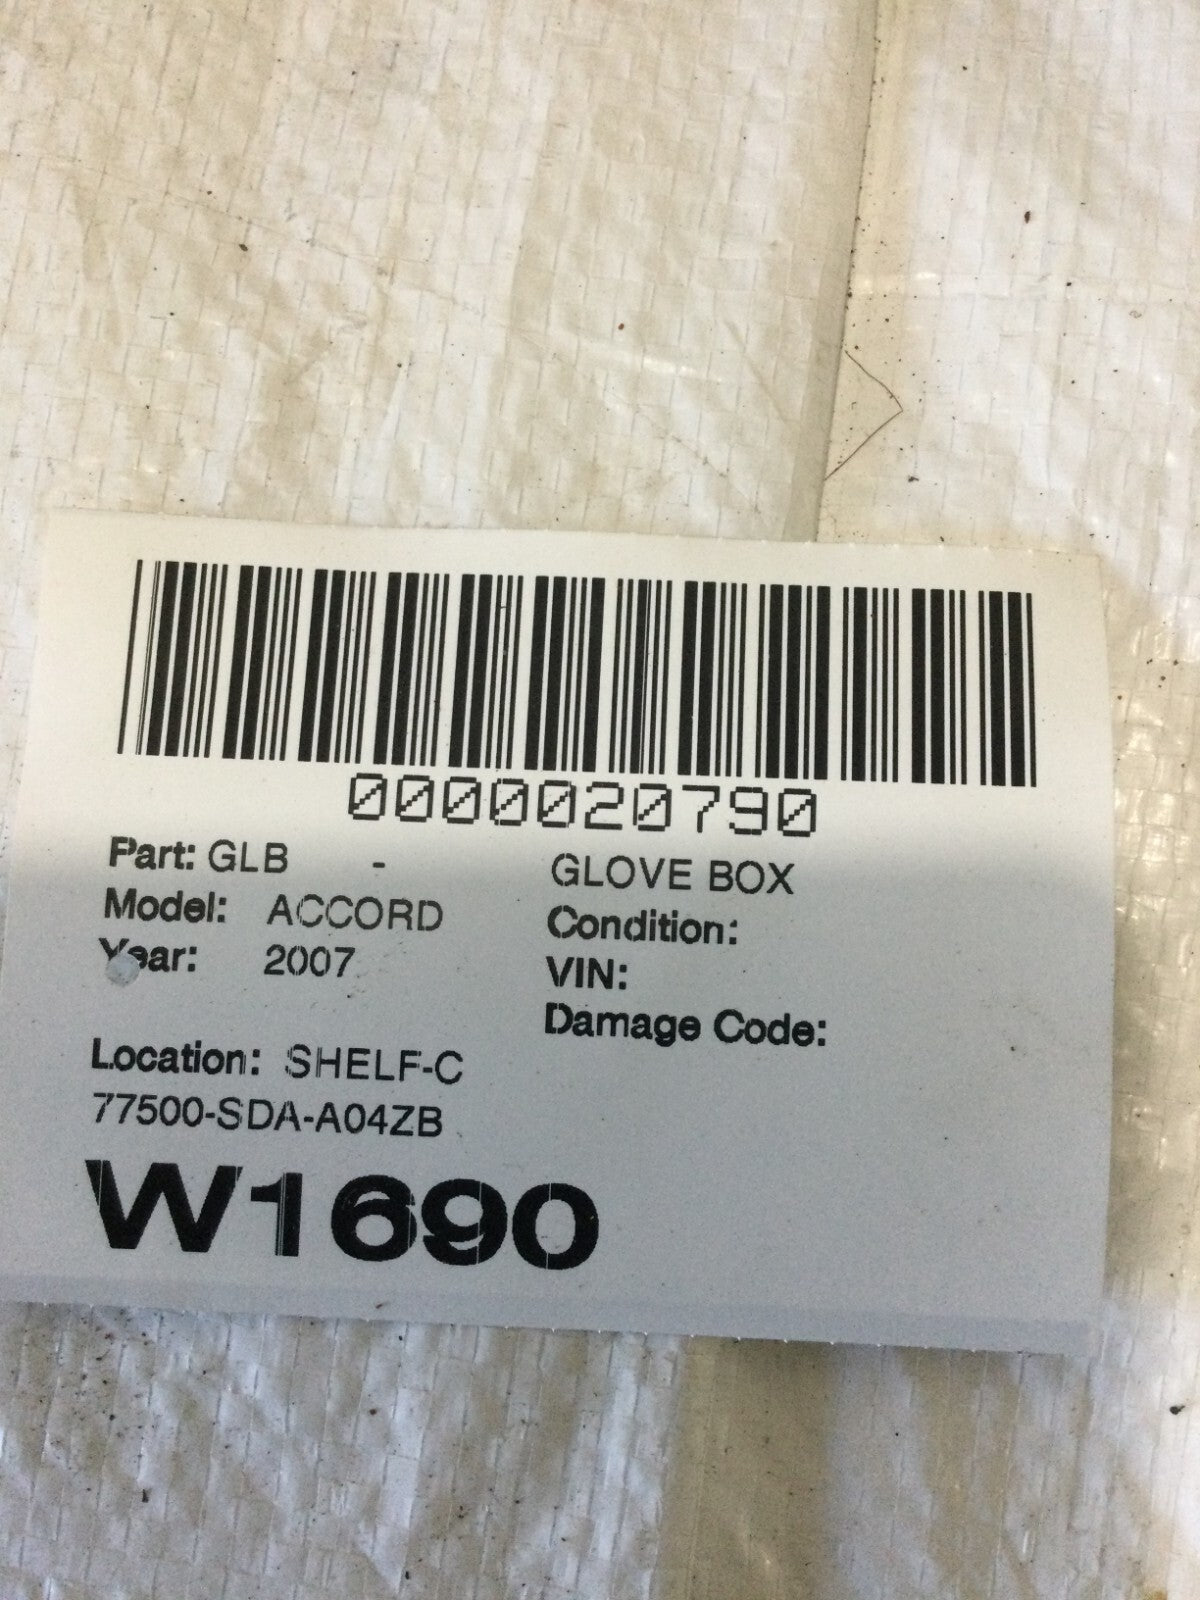 0000020790
Part: GLB - GLOVE BOX
Model: ACCORD Condition:
Year: 2007 VIN:
Damage Code:
Location: SHELF-C
77500-SDA-A04ZB
W1690